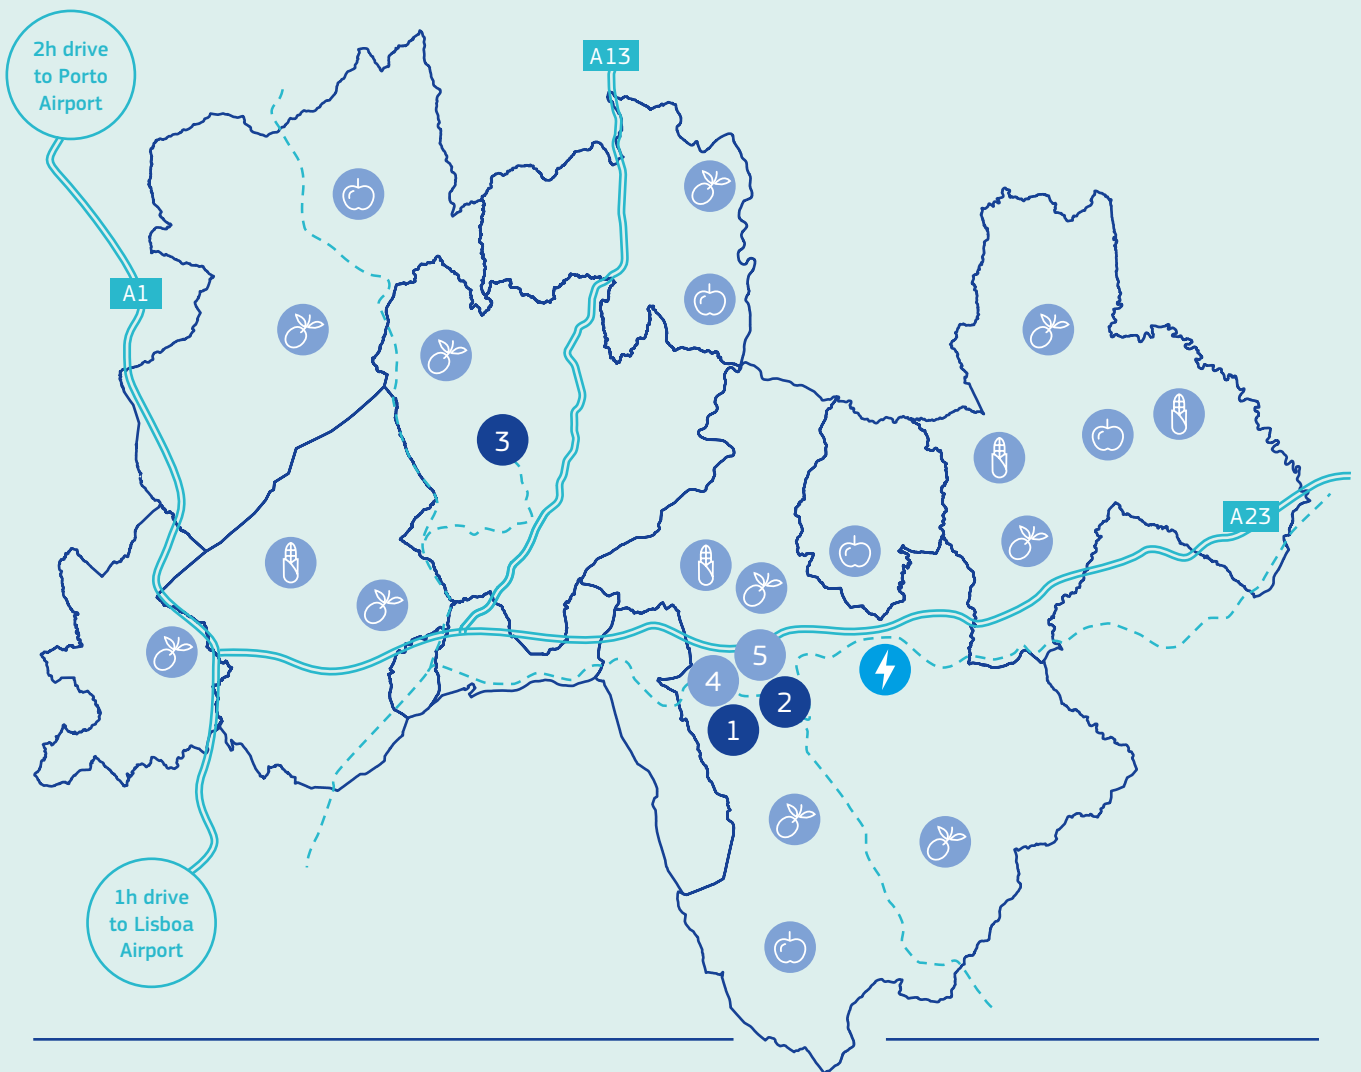 2h drive
to Porto
Airport
A13
A1
3
A23
5
4
2
1
1h drive
to Lisboa
Airport